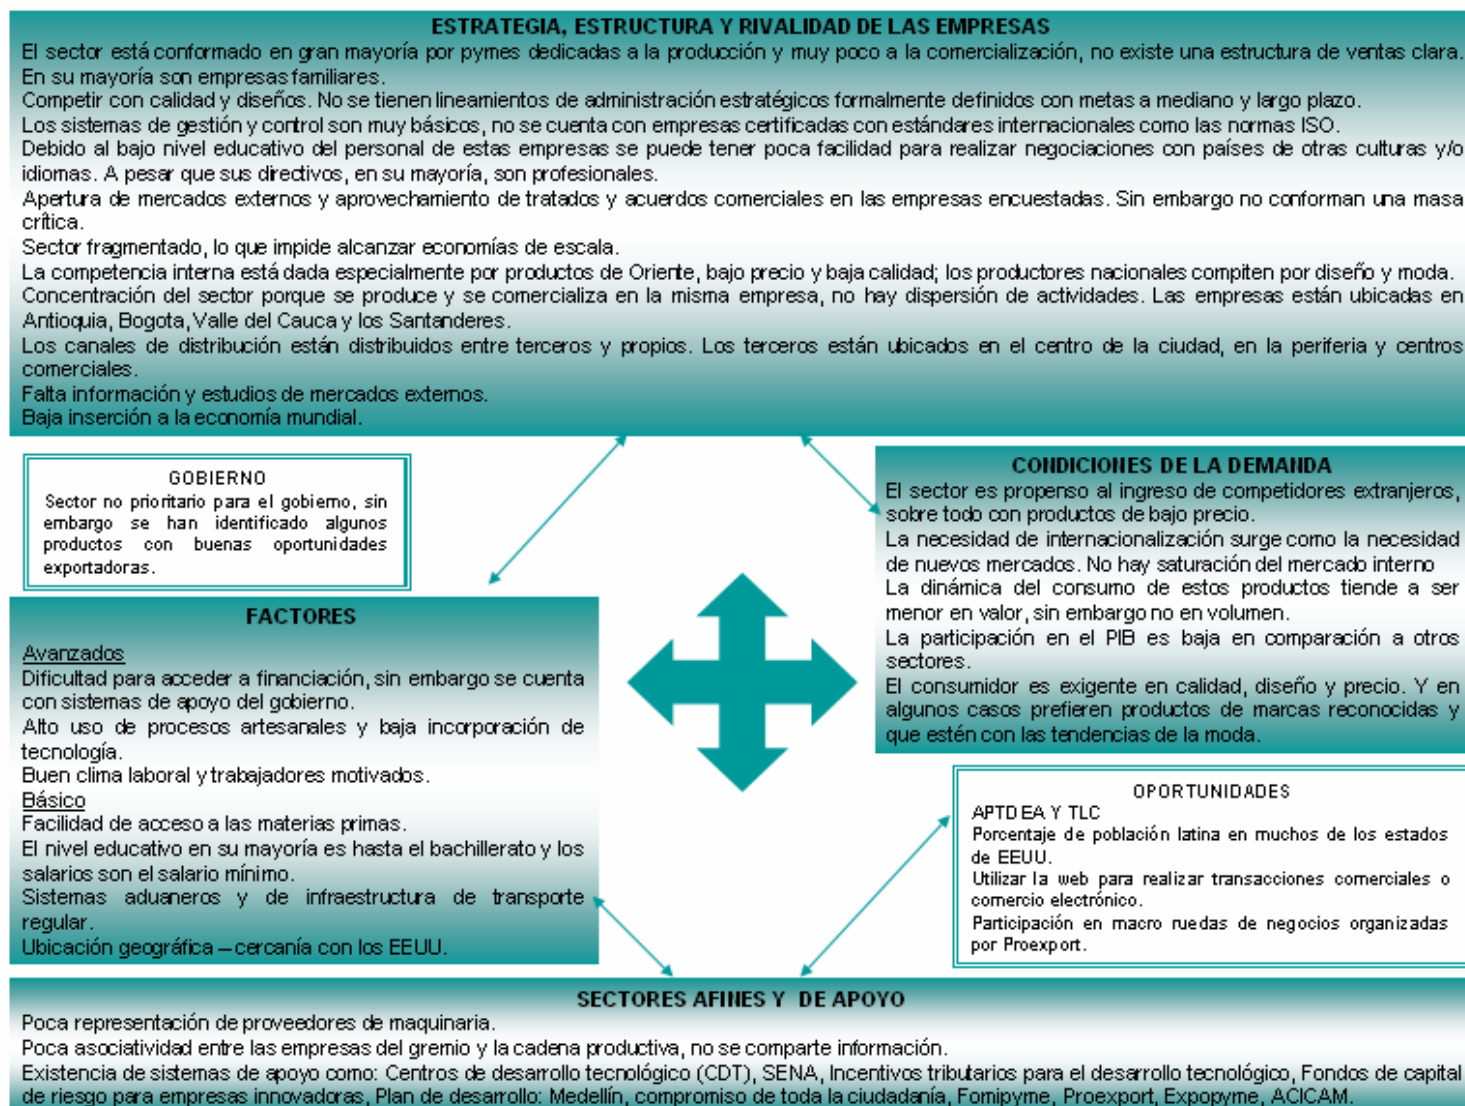 ESTRATEGIA, ESTRUCTURA Y RIVALIDAD DE LAS EMPRESAS
El sector está conformado en gran mayoría por pymes dedicadas a la producción y muy poco a la comercialización, no existe una estructura de ventas clara.
En su mayoría son empresas familiares.
Competir con calidad y diseños. No se tienen lineamientos de administración estratégicos formalmente definidos con metas a mediano y largo plazo.
Los sistemas de gestión y control son muy básicos, no se cuenta con empresas certificadas con estándares internacionales como las normas ISO.
Debido al bajo nivel educativo del personal de estas empresas se puede tener poca facilidad para realizar negociaciones con países de otras culturas y/o
idiomas. A pesar que sus directivos, en su mayoría, son profesionales.
Apertura de mercados externos y aprovechamiento de tratados y acuerdos comerciales en las empresas encuestadas. Sin embargo no conforman una masa
crítica.
Sector fragmentado, lo que impide alcanzar economías de escala.
La competencia interna está dada especialmente por productos de Oriente, bajo precio y baja calidad; los productores nacionales compiten por diseño y moda.
Concentración del sector porque se produce y se comercializa en la misma empresa, no hay dispersión de actividades. Las empresas están ubicadas en
Antioquia, Bogota, Valle del Cauca y los Santanderes.
Los canales de distribución están distribuidos entre terceros y propios. Los terceros están ubicados en el centro de la ciudad, en la periferia y centros
comerciales.
Falta información y estudios de mercados externos.
Baja inserción a la economía mundial.
GOBIERNO
Sector no prioritario para el gobierno, sin
embargo se han identificado algunos
productos con buenas oportunidades
exportadoras.
CONDICIONES DE LA DEMANDA
El sector es propenso al ingreso de competidores extranjeros,
sobre todo con productos de bajo precio.
La necesidad de internacionalización surge como la necesidad
de nuevos mercados. No hay saturación del mercado interno
La dinámica del consumo de estos productos tiende a ser
menor en valor, sin embargo no en volumen.
La participación en el PIB es baja en comparación a otros
sectores.
El consumidor es exigente en calidad, diseño y precio. Y en
algunos casos prefieren productos de marcas reconocidas y
que estén con las tendencias de la moda.
FACTORES
Avanzados
Dificultad para acceder a financiación, sin embargo se cuenta
con sistemas de apoyo del gobierno.
Alto uso de procesos artesanales y baja incorporación de
tecnología.
Buen clima laboral y trabajadores motivados.
Básico
Facilidad de acceso a las materias primas.
El nivel educativo en su mayoría es hasta el bachillerato y los
salarios son el salario mínimo.
Sistemas aduaneros y de infraestructura de transporte
regular.
Ubicación geográfica – cercanía con los EEUU.
OPORTUNIDADES
APTDEA Y TLC
Porcentaje de población latina en muchos de los estados
de EEUU.
Utilizar la web para realizar transacciones comerciales o
comercio electrónico.
Participación en macro ruedas de negocios organizadas
por Proexport.
SECTORES AFINES Y DE APOYO
Poca representación de proveedores de maquinaria.
Poca asociatividad entre las empresas del gremio y la cadena productiva, no se comparte información.
Existencia de sistemas de apoyo como: Centros de desarrollo tecnológico (CDT), SENA, Incentivos tributarios para el desarrollo tecnológico, Fondos de capital
de riesgo para empresas innovadoras, Plan de desarrollo: Medellín, compromiso de toda la ciudadanía, Fomipyme, Proexport, Expopyme, ACICAM.